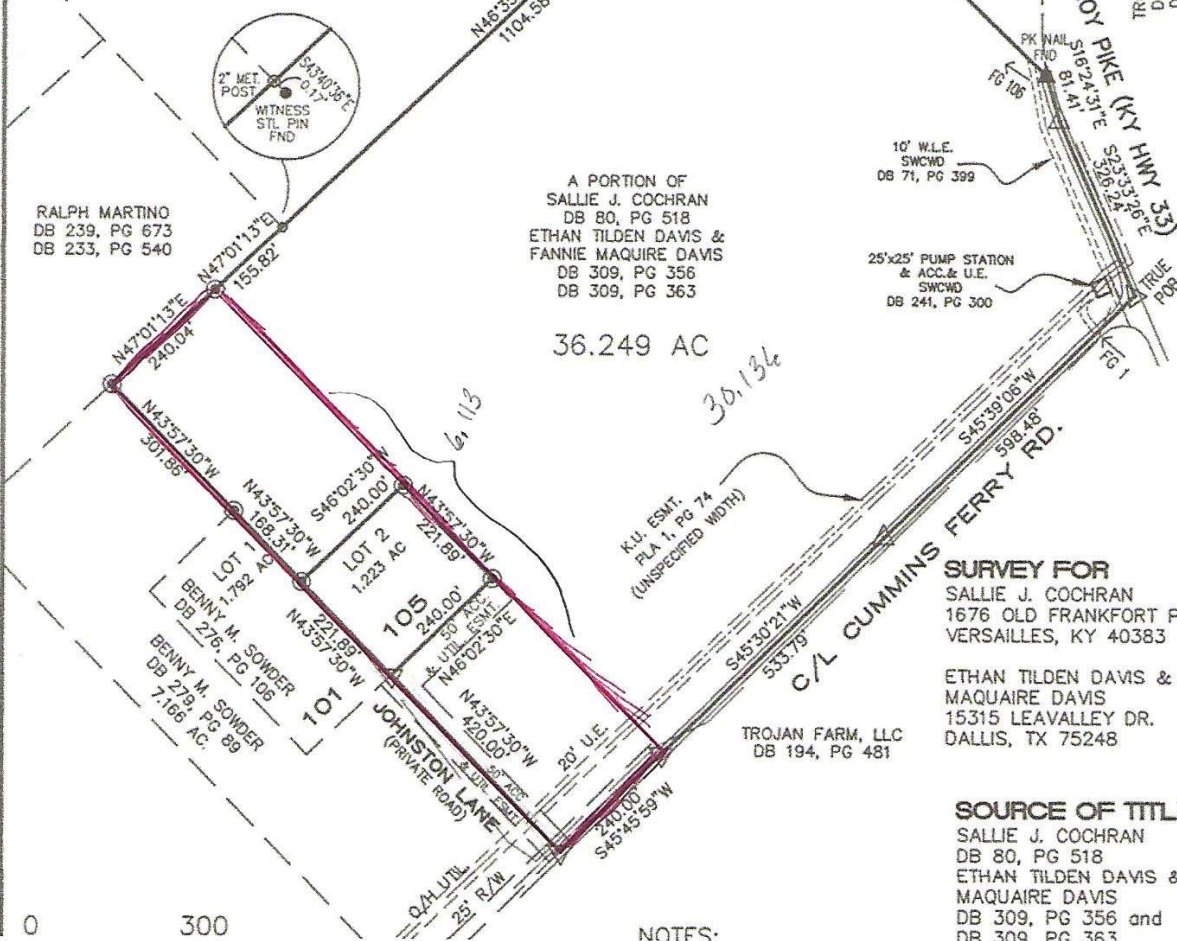 N46°35'
1104.58
2" MET.
POST
S43°40'36"E
0.17'
WITNESS
STL PIN
FND
RALPH MARTINO
DB 239, PG 673
DB 233, PG 540
N47°01'13"E
155.82'
N47°01'13"E
240.04'
A PORTION OF
SALLIE J. COCHRAN
DB 80, PG 518
ETHAN TILDEN DAVIS &
FANNIE MAQUIRE DAVIS
DB 309, PG 356
DB 309, PG 363
36.249 AC
PK NAIL
FND
FG 106
S16°24'31"E
81.41'
OY PIKE (KY HWY 33)
S23°33'26"E
326.24'
TR
D
10' W.L.E.
SWCWD
DB 71, PG 399
25'x25' PUMP STATION
& ACC.& U.E.
SWCWD
DB 241, PG 300
TRUE
POB
FG 1
6.113
30.136
N43°57'30"W
301.86'
N43°57'30"W
168.31'
S46°02'30"W
240.00'
N43°57'30"W
221.89'
LOT 2
1.223 AC
105
240.00'
N46°02'30"E
50' ACC.
& UTIL ESMT.
LOT 1
1.792 AC
BENNY M. SOWDER
DB 276, PG 106
BENNY M. SOWDER
DB 279, PG 89
7.166 AC.
101
221.89'
N43°57'30"W
N43°57'30"W
420.00'
50' ACC
& UTIL ESMT.
JOHNSTON LANE
(PRIVATE ROAD)
K.U. ESMT.
PLA 1, PG 74
(UNSPECIFIED WIDTH)
S45°39'06"W
598.48'
C/L CUMMINS FERRY RD.
S45°30'21"W
533.79'
20' U.E.
240.00'
S45°45'59"W
O/H UTIL.
25' R/W
TROJAN FARM, LLC
DB 194, PG 481
SURVEY FOR
SALLIE J. COCHRAN
1676 OLD FRANKFORT P
VERSAILLES, KY 40383
ETHAN TILDEN DAVIS &
MAQUAIRE DAVIS
15315 LEAVALLEY DR.
DALLIS, TX 75248
SOURCE OF TITL
SALLIE J. COCHRAN
DB 80, PG 518
ETHAN TILDEN DAVIS &
MAQUAIRE DAVIS
DB 309, PG 356 and
DB 309, PG 363
0 300
NOTES: